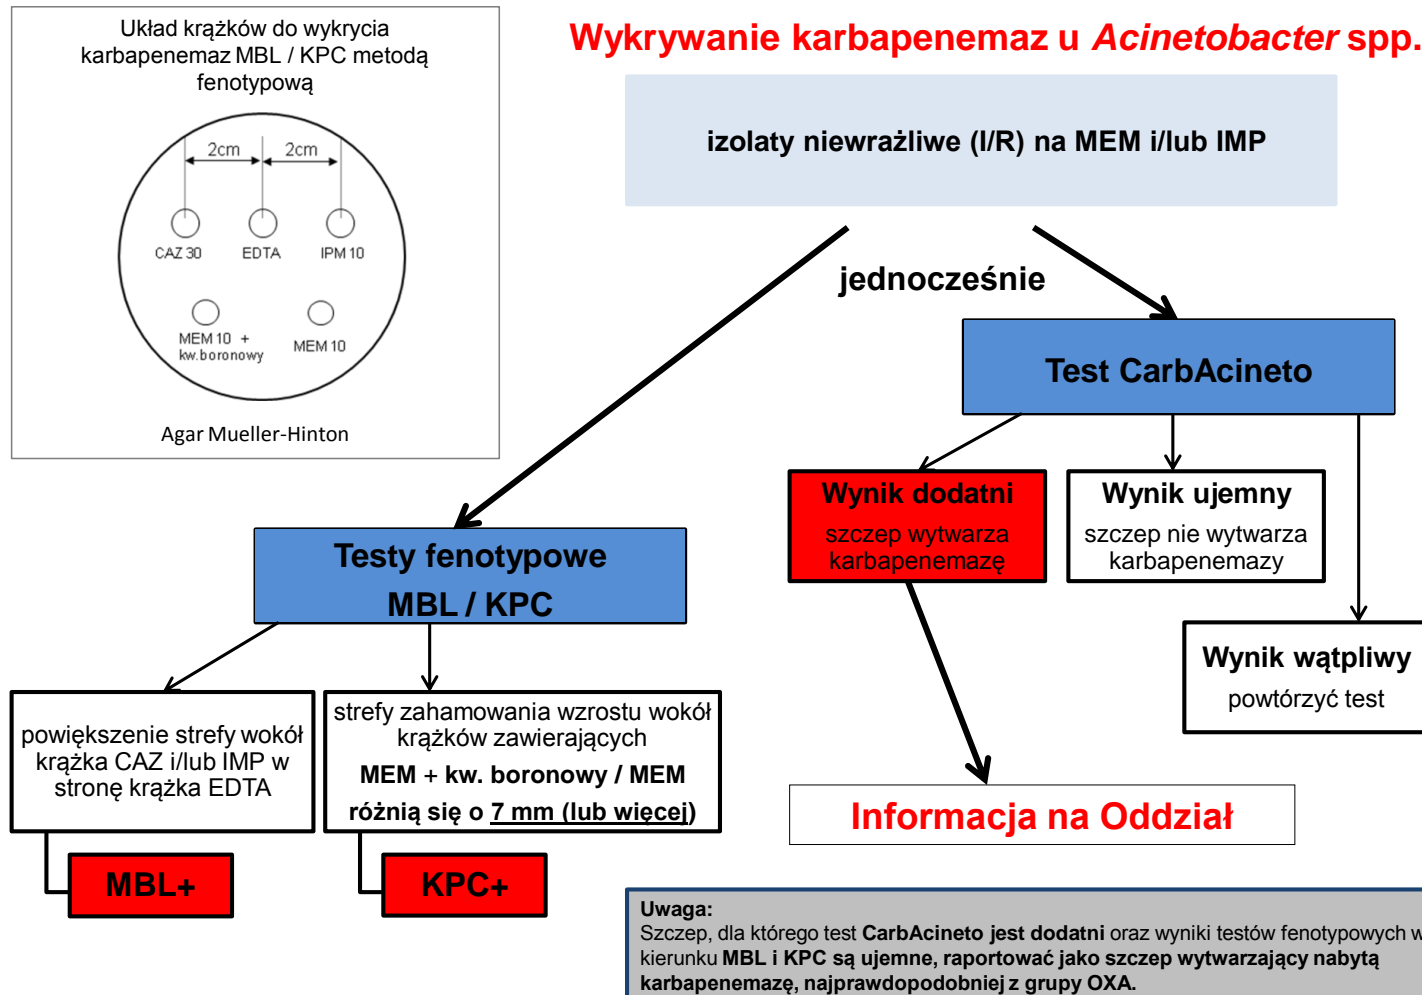 Układ krążków do wykrycia
karbapenemaz MBL / KPC metodą
fenotypową
2cm
2cm
CAZ 30
EDTA
IPM 10
MEM 10 +
kw.boronowy
MEM 10
Agar Mueller-Hinton
Wykrywanie karbapenemaz u Acinetobacter spp.
izolaty niewrażliwe (I/R) na MEM i/lub IMP
jednocześnie
Test CarbAcineto
Wynik dodatni
szczep wytwarza
karbapenemazę
Wynik ujemny
szczep nie wytwarza
karbapenemazy
Wynik wątpliwy
powtórzyć test
Testy fenotypowe
MBL / KPC
powiększenie strefy wokół
krążka CAZ i/lub IMP w
stronę krążka EDTA
strefy zahamowania wzrostu wokół
krążków zawierających
MEM + kw. boronowy / MEM
różnią się o 7 mm (lub więcej)
MBL+
KPC+
Informacja na Oddział
Uwaga:
Szczep, dla którego test CarbAcineto jest dodatni oraz wyniki testów fenotypowych w
kierunku MBL i KPC są ujemne, raportować jako szczep wytwarzający nabytą
karbapenemazę, najprawdopodobniej z grupy OXA.